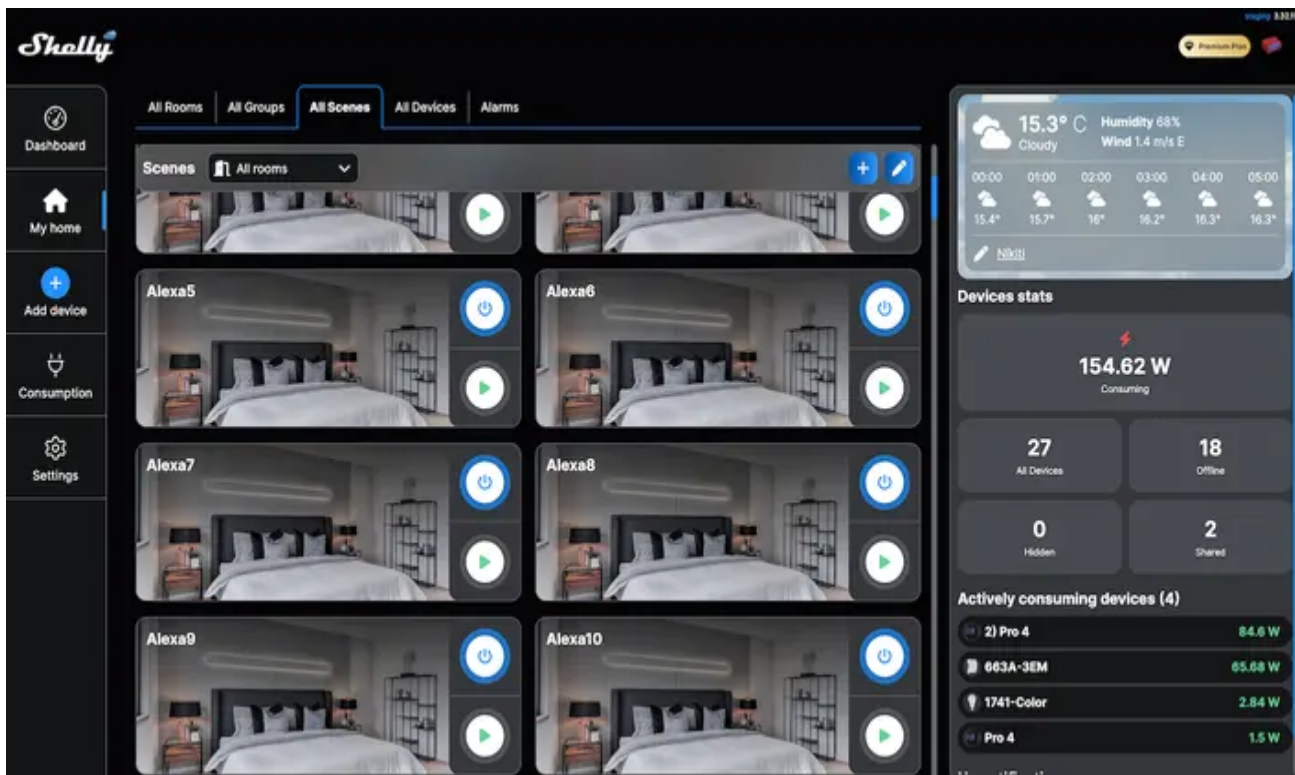 staging 3.32.
Shelly
Premium Plan
Dashboard
My home
Add device
Consumption
Settings
All Rooms
All Groups
All Scenes
All Devices
Alarms
Scenes
All rooms
Alexa5
Alexa6
Alexa7
Alexa8
Alexa9
Alexa10
15.3° C
Cloudy
Humidity 68%
Wind 1.4 m/s E
00:00 01:00 02:00 03:00 04:00 05:00
15.4° 15.7° 16° 16.2° 16.3° 16.3°
Nikiti
Devices stats
154.62 W
Consuming
27
All Devices
18
Offline
0
Hidden
2
Shared
Actively consuming devices (4)
2) Pro 4 84.6 W
663A-3EM 65.68 W
1741-Color 2.84 W
Pro 4 1.5 W